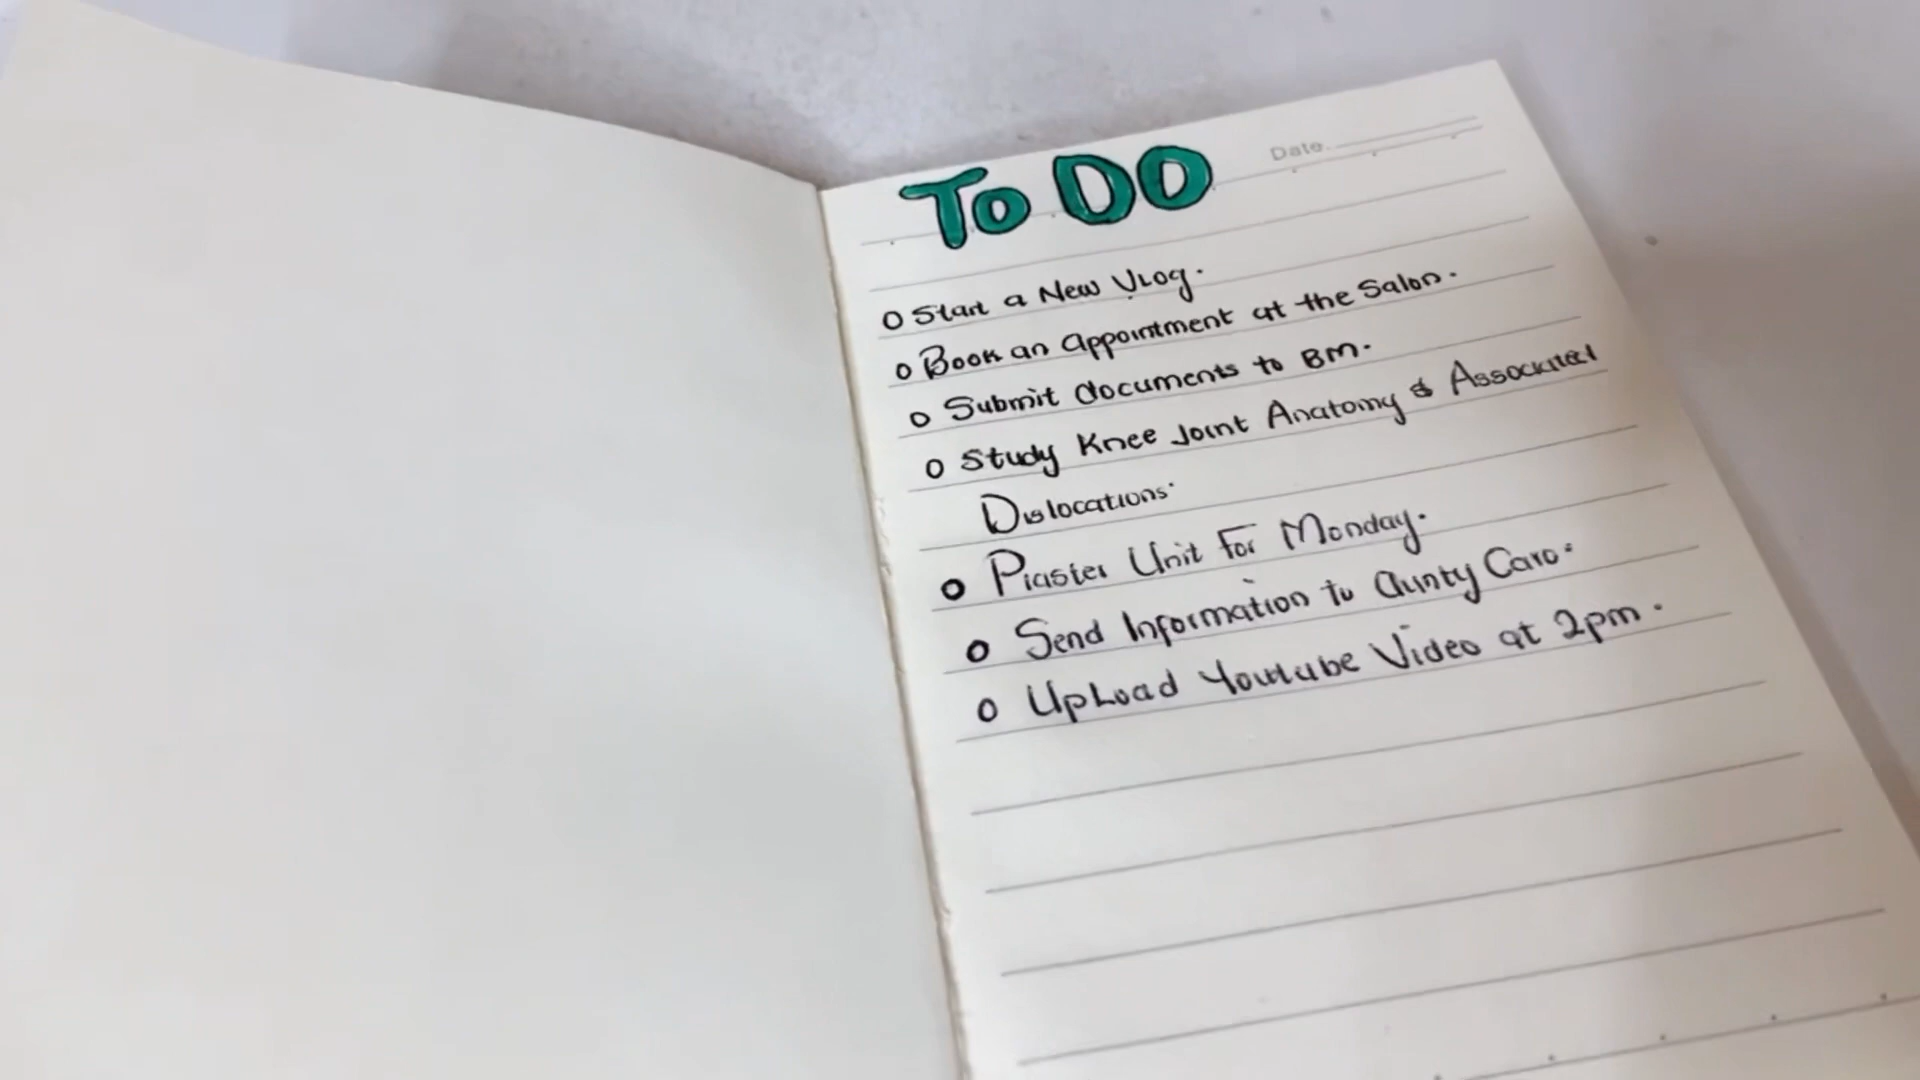 To DO
Date
Start a New Vlog.
Book an appointment at the Salon.
Submit documents to BM.
Study Knee Joint Anatomy & Associated
Dislocations.
Plaster Unit For Monday.
Send Information to Aunty Caro.
Upload Youtube Video at 2pm.